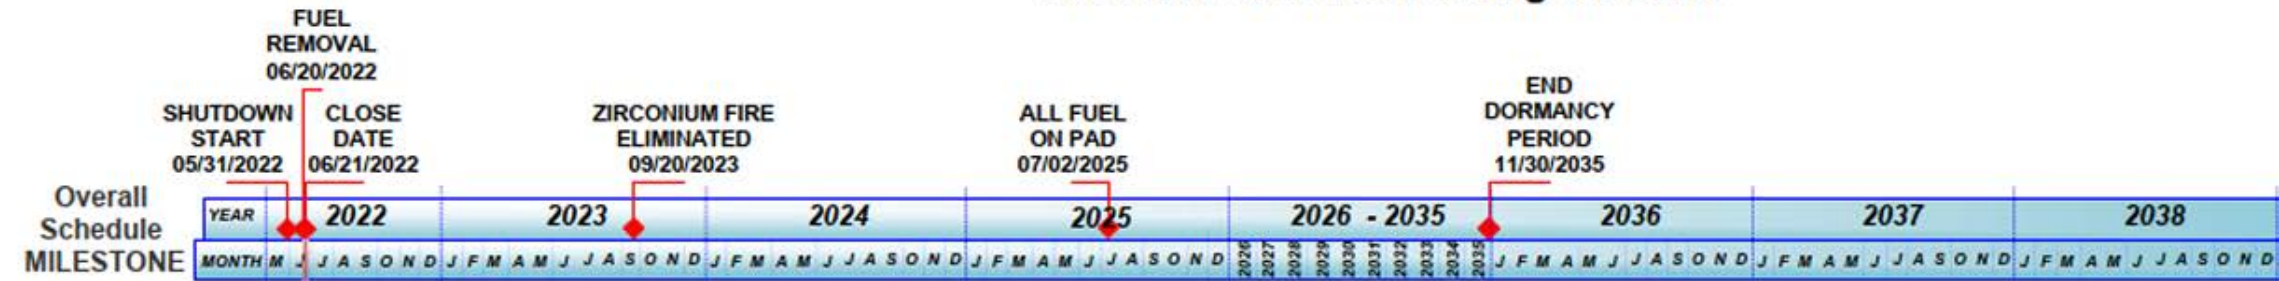 FUEL
REMOVAL
06/20/2022
SHUTDOWN
START
05/31/2022
CLOSE
DATE
06/21/2022
ZIRCONIUM FIRE
ELIMINATED
09/20/2023
ALL FUEL
ON PAD
07/02/2025
END
DORMANCY
PERIOD
11/30/2035
Overall
Schedule
MILESTONE
YEAR 2022 2023 2024 2025 2026 - 2035 2036 2037 2038
MONTH M J J A S O N D J F M A M J J A S O N D J F M A M J J A S O N D J F M A M J J A S O N D 2026 2027 2028 2029 2030 2031 2032 2033 2034 2035 J F M A M J J A S O N D J F M A M J J A S O N D J F M A M J J A S O N D